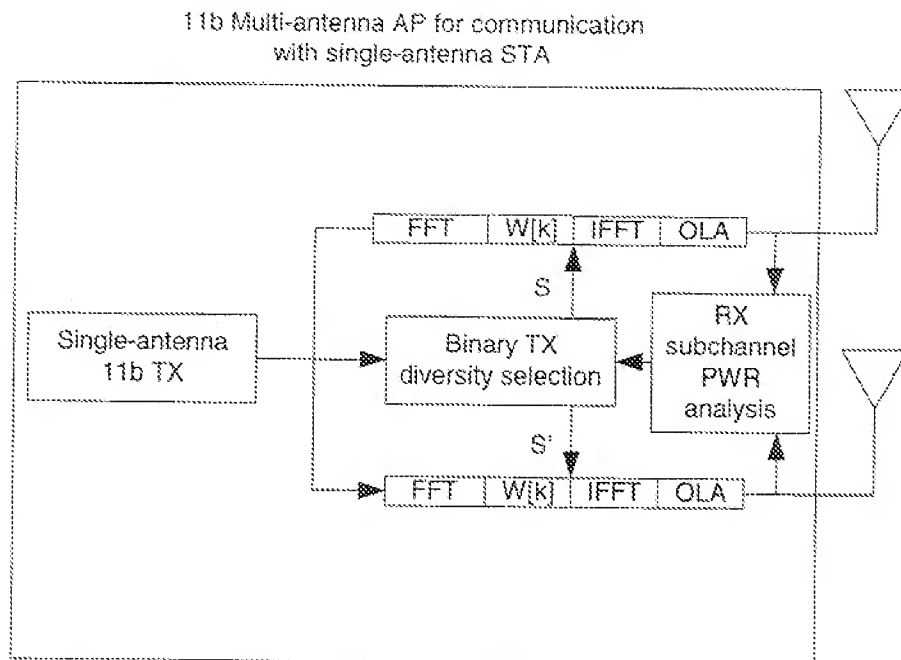 11b Multi-antenna AP for communication
with single-antenna STA
FFT W[k] IFFT OLA
S
Single-antenna
11b TX
Binary TX
diversity selection
RX
subchannel
PWR
analysis
S'
FFT W[k] IFFT OLA